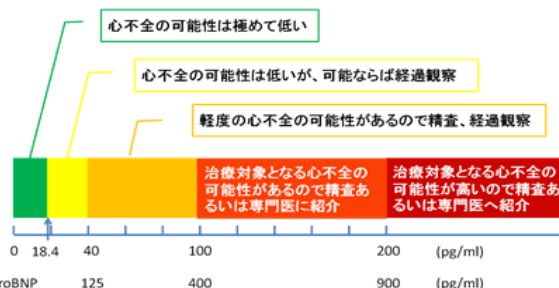 心不全の可能性は極めて低い
心不全の可能性は低いが、可能ならば経過観察
軽度の心不全の可能性があるので精査、経過観察
治療対象となる心不全の
可能性があるので精査あ
るいは専門医に紹介
治療対象となる心不全の
可能性が高いので精査あ
るいは専門医へ紹介
0 18.4 40 100 200 (pg/ml)
roBNP 125 400 900 (pg/ml)